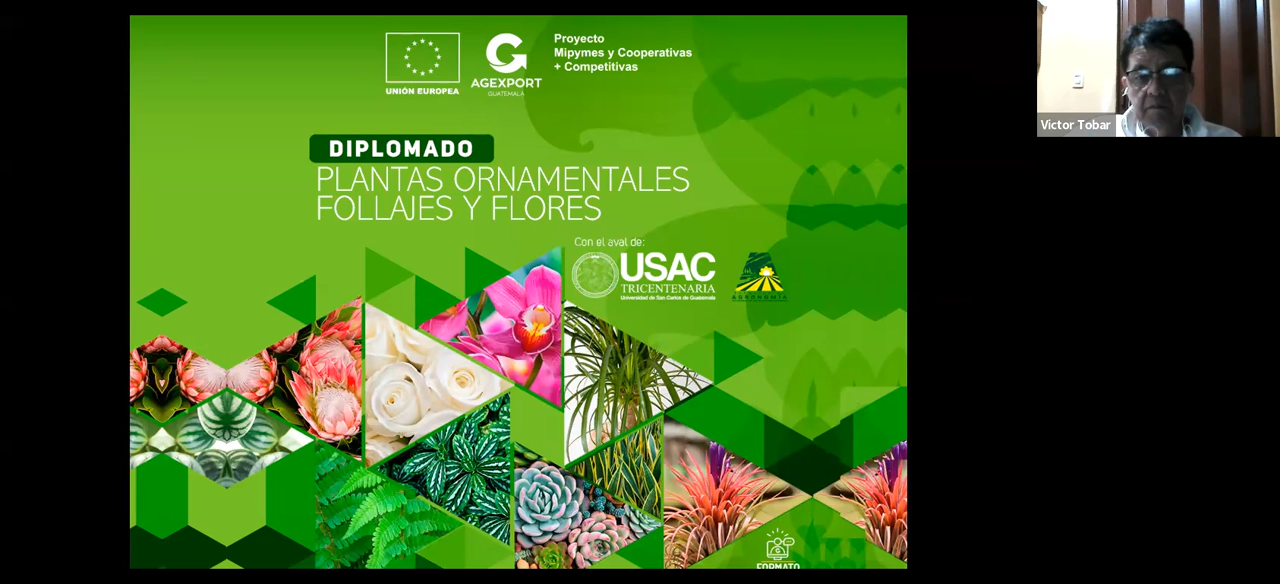 UNIÓN EUROPEA
AGEXPORT
GUATEMALA
Proyecto
Mipymes y Cooperativas
+ Competitivas
DIPLOMADO
PLANTAS ORNAMENTALES
FOLLAJES Y FLORES
Con el aval de:
USAC
TRICENTENARIA
Universidad de San Carlos de Guatemala
AGRONOMÍA
FORMATO
Victor Tobar